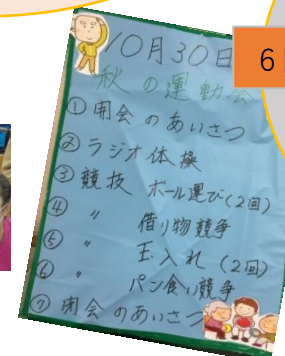 10月30日
6
秋の運動会
①開会のあいさつ
②ラジオ体操
③競技 ボール運び(2回)
④ 〃 借り物競争
⑤ 〃 玉入れ(2回)
⑥ 〃 パン食い競争
⑦閉会のあいさつ